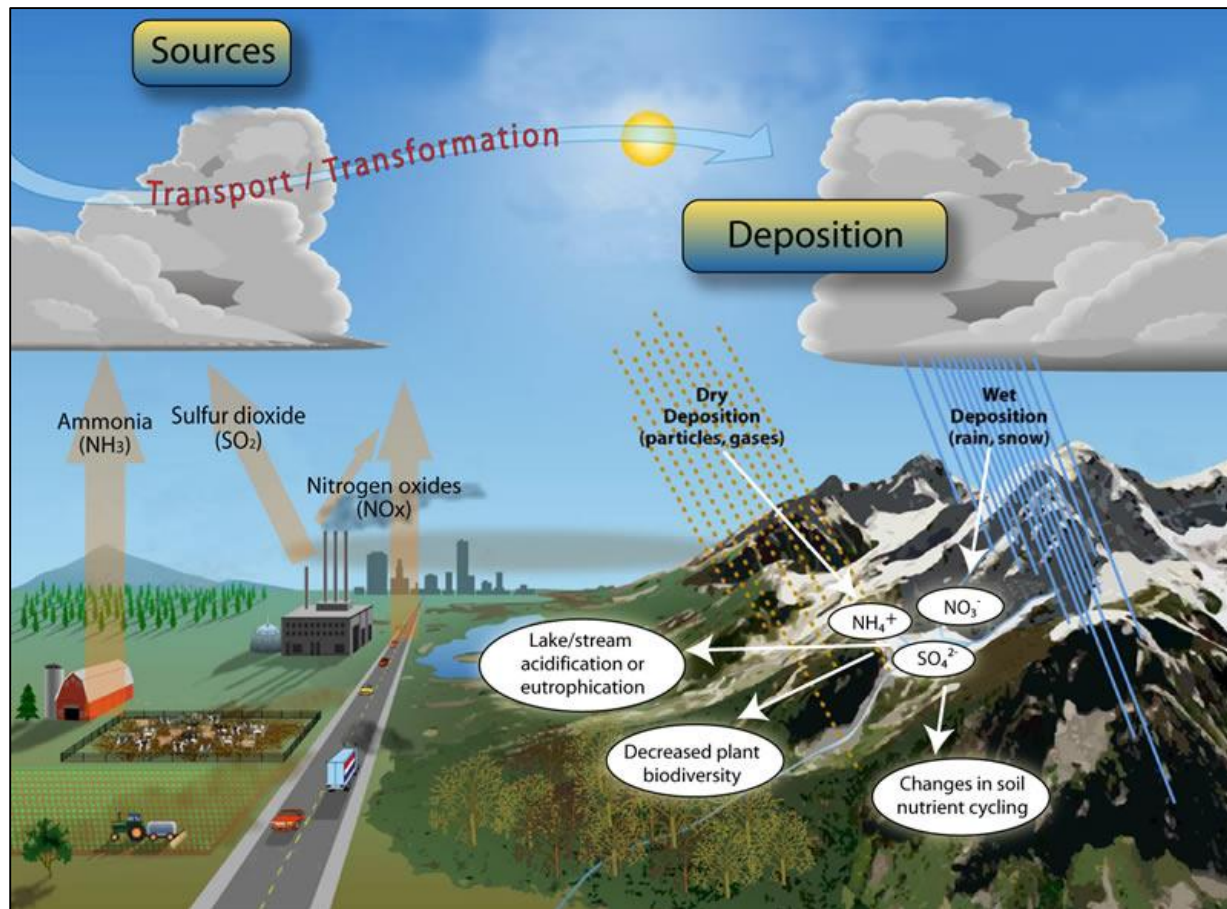 Sources
Transport / Transformation
Deposition
Ammonia
(NH₃)
Sulfur dioxide
(SO₂)
Nitrogen oxides
(NOx)
Dry
Deposition
(particles, gases)
Wet
Deposition
(rain, snow)
NH₄⁺
NO₃⁻
SO₄²⁻
Lake/stream
acidification or
eutrophication
Decreased plant
biodiversity
Changes in soil
nutrient cycling